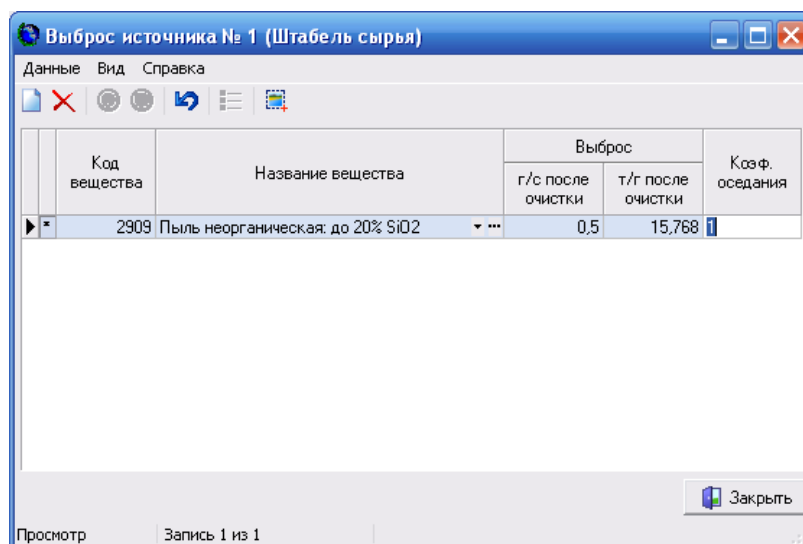 Выброс источника № 1 (Штабель сырья)
Данные Вид Справка
Код вещества
Название вещества
Выброс
г/с после очистки
т/г после очистки
Коэф. оседания
* 2909 Пыль неорганическая: до 20% SiO2 ... 0,5 15,768 1
Закрыть
Просмотр Запись 1 из 1